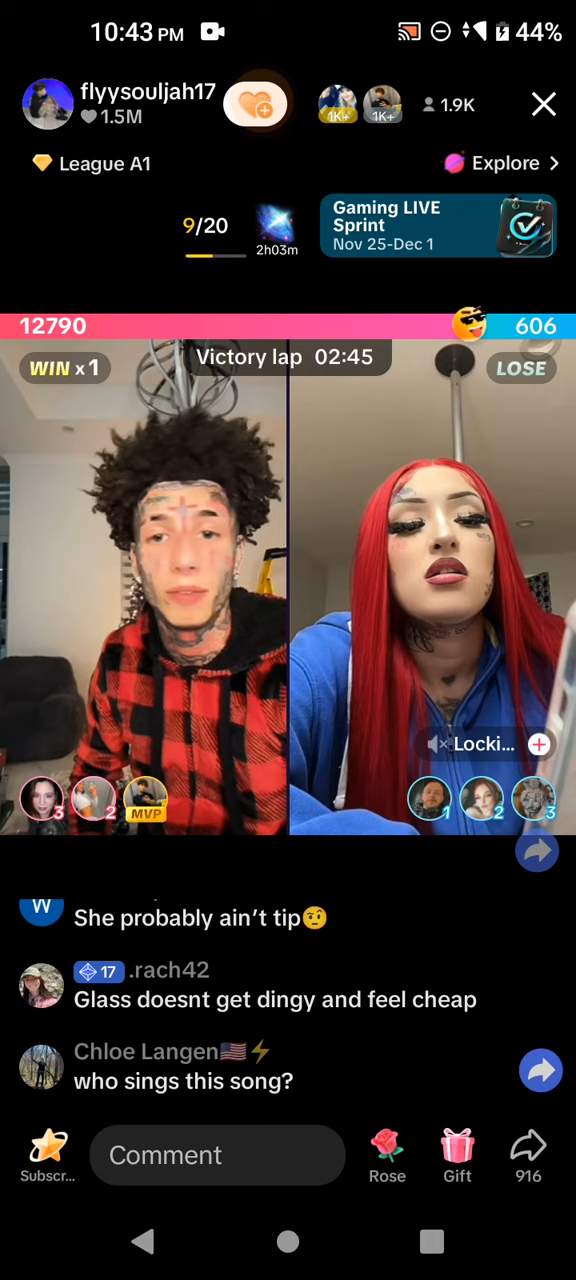 10:43 PM
44%
flyysouljah17
1.5M
1K+
1K+
1.9K
League A1
Explore >
9/20
2h03m
Gaming LIVE
Sprint
Nov 25-Dec 1
12790
606
WIN x 1
Victory lap 02:45
LOSE
Locki...
3
2
MVP
1
2
3
W
She probably ain't tip🤨
17 .rach42
Glass doesnt get dingy and feel cheap
Chloe Langen🇺🇸⚡
who sings this song?
Subscr...
Comment
Rose
Gift
916